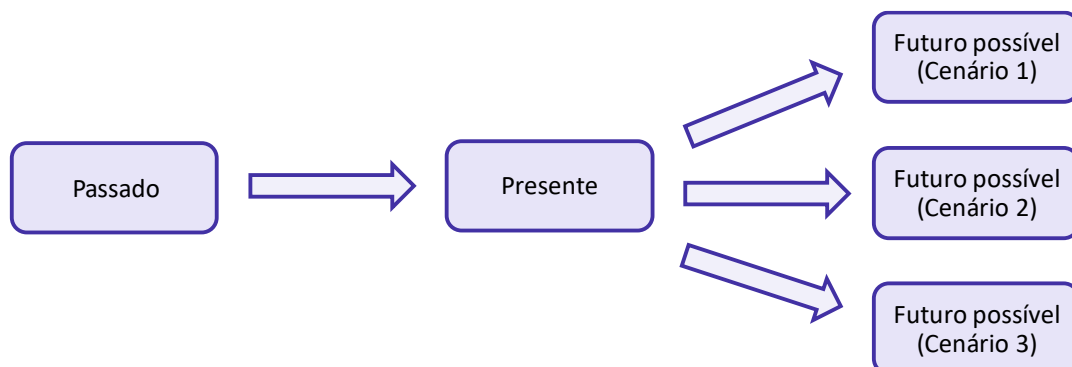 Passado
Presente
Futuro possível
(Cenário 1)
Futuro possível
(Cenário 2)
Futuro possível
(Cenário 3)